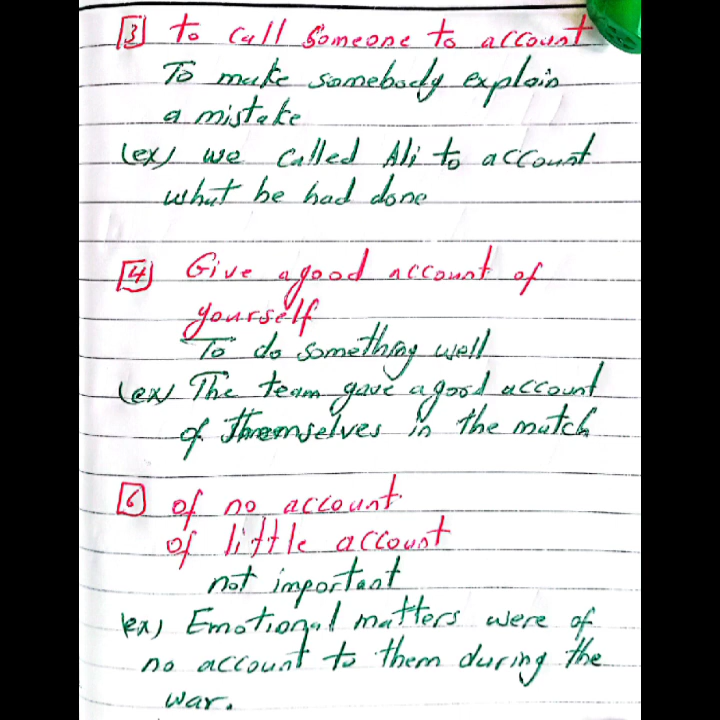 [3] to call someone to account
To make somebody explain
a mistake
(ex) we called Ali to account
what he had done
[4] Give a good account of
yourself
To do something well
(ex) The team gave a good account
of themselves in the match
[6] of no account.
of little account
not important
(ex) Emotional matters were of
no account to them during the
war.